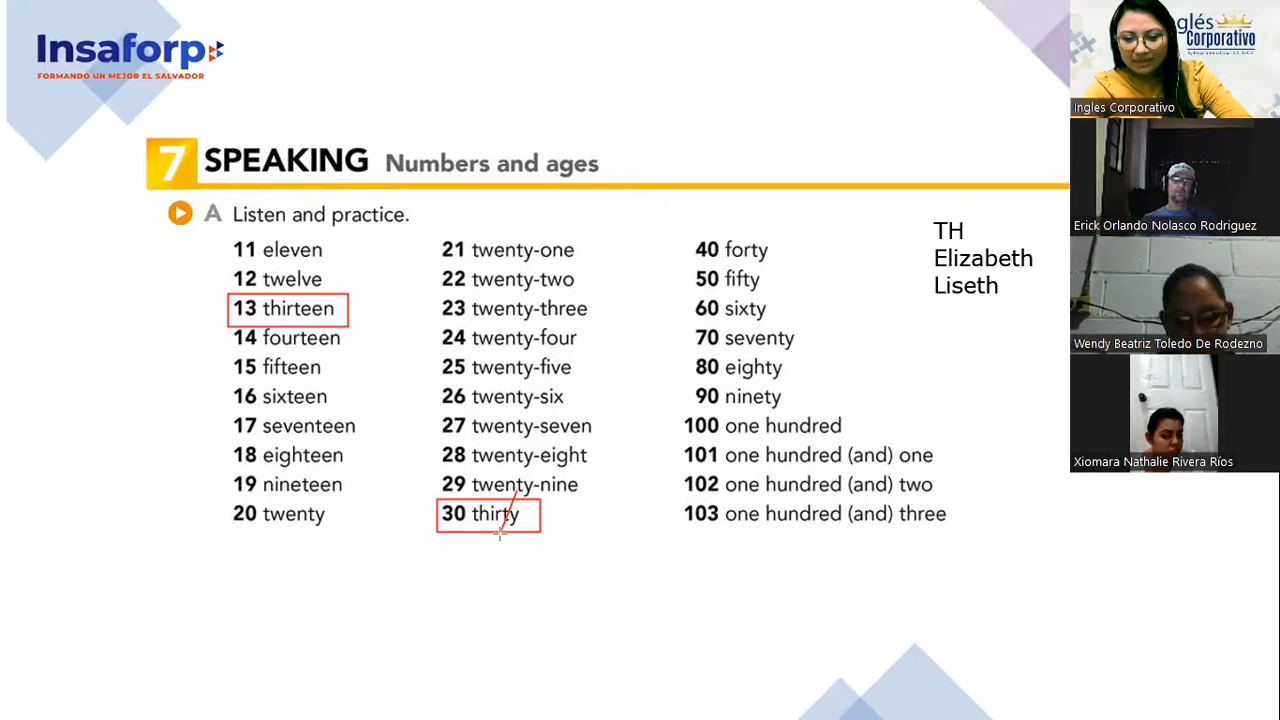 Insaforp
FORMANDO UN MEJOR EL SALVADOR
7 SPEAKING Numbers and ages
A Listen and practice.
11 eleven
12 twelve
13 thirteen
14 fourteen
15 fifteen
16 sixteen
17 seventeen
18 eighteen
19 nineteen
20 twenty
21 twenty-one
22 twenty-two
23 twenty-three
24 twenty-four
25 twenty-five
26 twenty-six
27 twenty-seven
28 twenty-eight
29 twenty-nine
30 thirty
40 forty
50 fifty
60 sixty
70 seventy
80 eighty
90 ninety
100 one hundred
101 one hundred (and) one
102 one hundred (and) two
103 one hundred (and) three
TH
Elizabeth
Liseth
glés
Corporativo
Ingles Corporativo
Erick Orlando Nolasco Rodriguez
Wendy Beatriz Toledo De Rodezno
Xiomara Nathalie Rivera Ríos